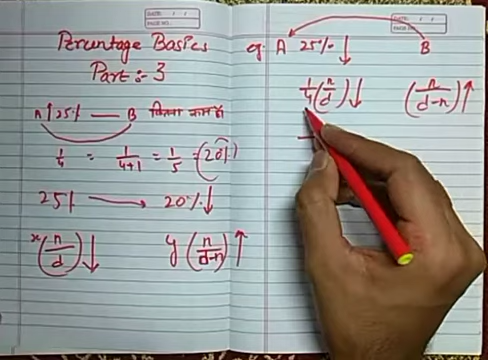 DATE: / /
PAGE NO.:
Percentage Basics
Part :- 3
A ↑ 25% — B कितना कम है
1/4 = 1/4+1 = 1/5 = (20%)
25% → 20% ↓
x (n/d) ↓ y (n/d-n) ↑
DATE: / /
PAGE NO.:
eg: A 25% ↓ B
1/4 (n/d) ↓ (n/d-n) ↑